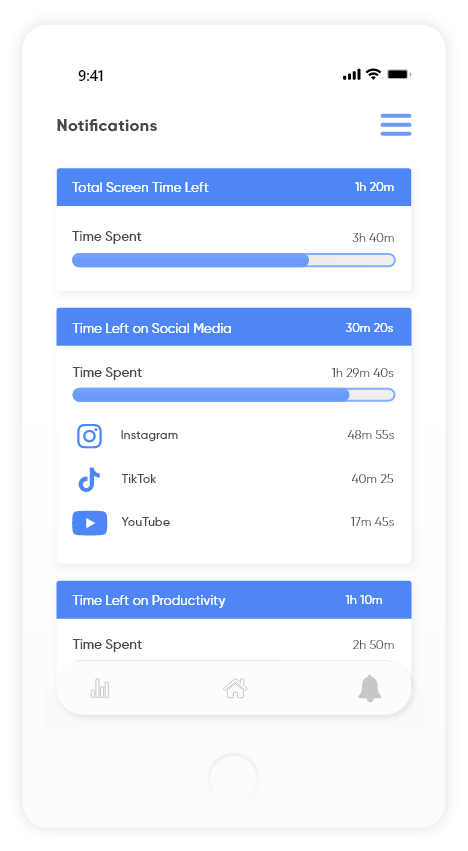 9:41
Notifications
Total Screen Time Left 1h 20m
Time Spent 3h 40m
Time Left on Social Media 30m 20s
Time Spent 1h 29m 40s
Instagram 48m 55s
TikTok 40m 25
YouTube 17m 45s
Time Left on Productivity 1h 10m
Time Spent 2h 50m